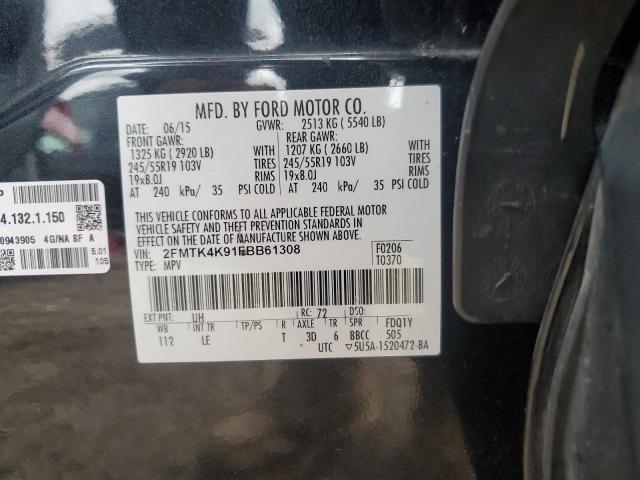 MFD. BY FORD MOTOR CO.
DATE: 06/15 GVWR: 2513 KG ( 5540 LB)
FRONT GAWR: REAR GAWR:
1325 KG ( 2920 LB) WITH 1207 KG ( 2660 LB) WITH
245/55R19 103V TIRES 245/55R19 103V TIRES
19x8.0J RIMS 19x8.0J RIMS
AT 240 kPa/ 35 PSI COLD AT 240 kPa/ 35 PSI COLD
THIS VEHICLE CONFORMS TO ALL APPLICABLE FEDERAL MOTOR
VEHICLE SAFETY AND THEFT PREVENTION STANDARDS
IN EFFECT ON THE DATE OF MANUFACTURE SHOWN ABOVE.
VIN: 2FMTK4K91FBB61308 F0206
TYPE: MPV T0370
EXT PNT: UH RC: 72 DSO:
WB INT TR TP/PS R AXLE TR SPR FDQ1Y
112 LE T 3D 6 BBCC 505
UTC ▽5U5A-1520472-BA
P
4.132.1.150
0943905 4G/NA SF A
5.01
105